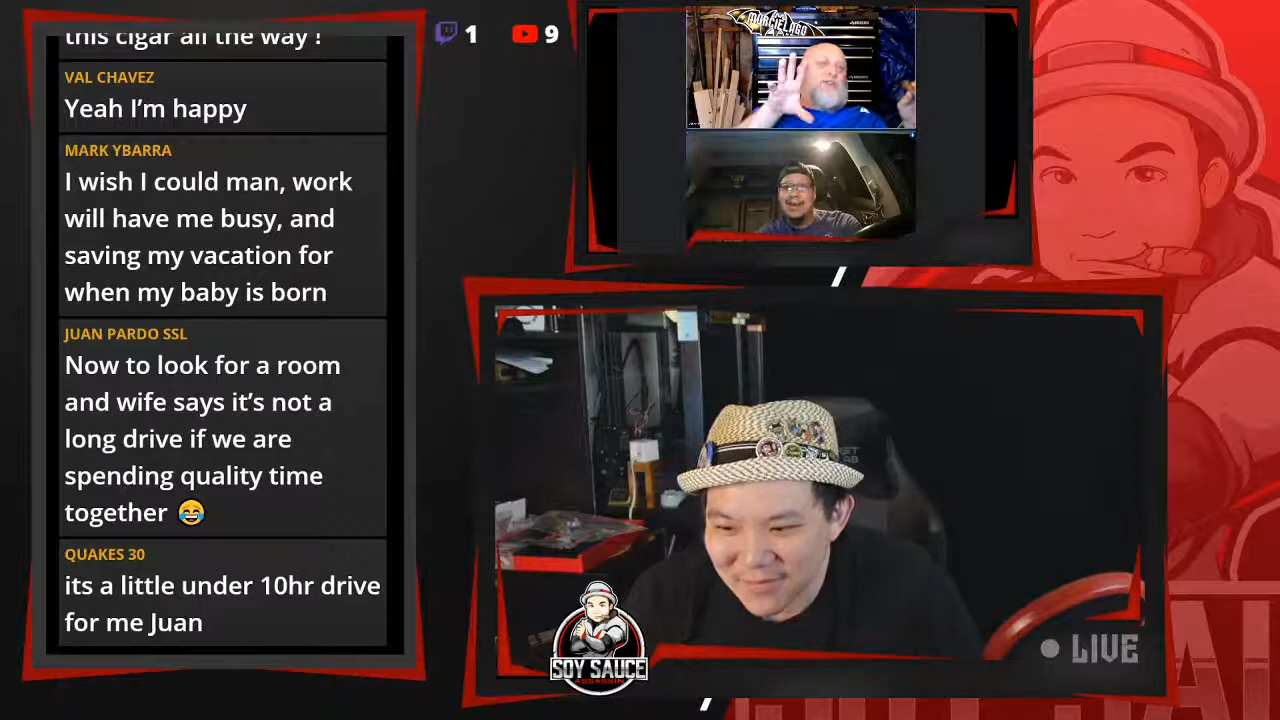 this cigar all the way !
VAL CHAVEZ
Yeah I’m happy
MARK YBARRA
I wish I could man, work
will have me busy, and
saving my vacation for
when my baby is born
JUAN PARDO SSL
Now to look for a room
and wife says it’s not a
long drive if we are
spending quality time
together 😂
QUAKES 30
its a little under 10hr drive
for me Juan
1
9
MURCIELAGO
SOY SAUCE
ASSASSIN
LIVE